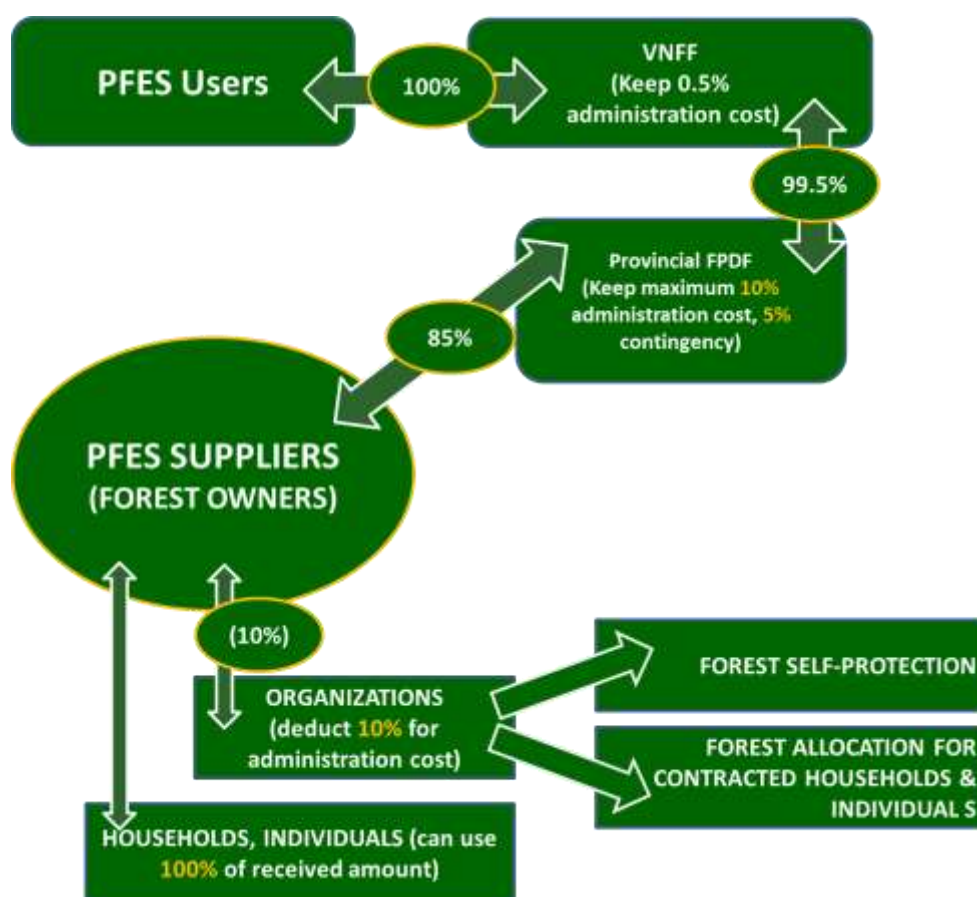 PFES Users
100%
VNFF
(Keep 0.5%
administration cost)
99.5%
Provincial FPDF
(Keep maximum 10%
administration cost, 5%
contingency)
85%
PFES SUPPLIERS
(FOREST OWNERS)
(10%)
ORGANIZATIONS
(deduct 10% for
administration cost)
FOREST SELF-PROTECTION
FOREST ALLOCATION FOR
CONTRACTED HOUSEHOLDS &
INDIVIDUAL S
HOUSEHOLDS, INDIVIDUALS (can use
100% of received amount)